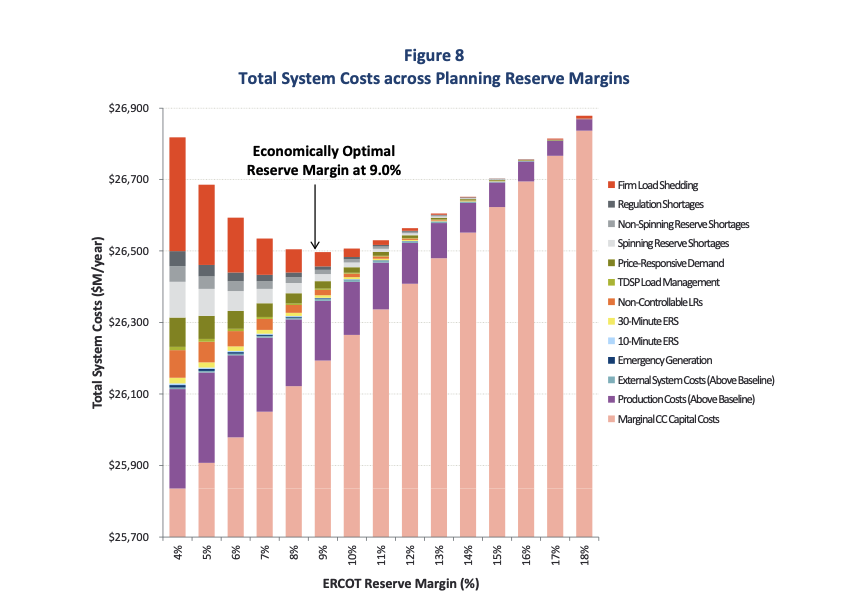 Figure 8
Total System Costs across Planning Reserve Margins
Total System Costs ($M/year)
$26,900
$26,700
$26,500
$26,300
$26,100
$25,900
$25,700
Economically Optimal
Reserve Margin at 9.0%
Firm Load Shedding
Regulation Shortages
Non-Spinning Reserve Shortages
Spinning Reserve Shortages
Price-Responsive Demand
TDSP Load Management
Non-Controllable LRs
30-Minute ERS
10-Minute ERS
Emergency Generation
External System Costs (Above Baseline)
Production Costs (Above Baseline)
Marginal CC Capital Costs
4% 5% 6% 7% 8% 9% 10% 11% 12% 13% 14% 15% 16% 17% 18%
ERCOT Reserve Margin (%)